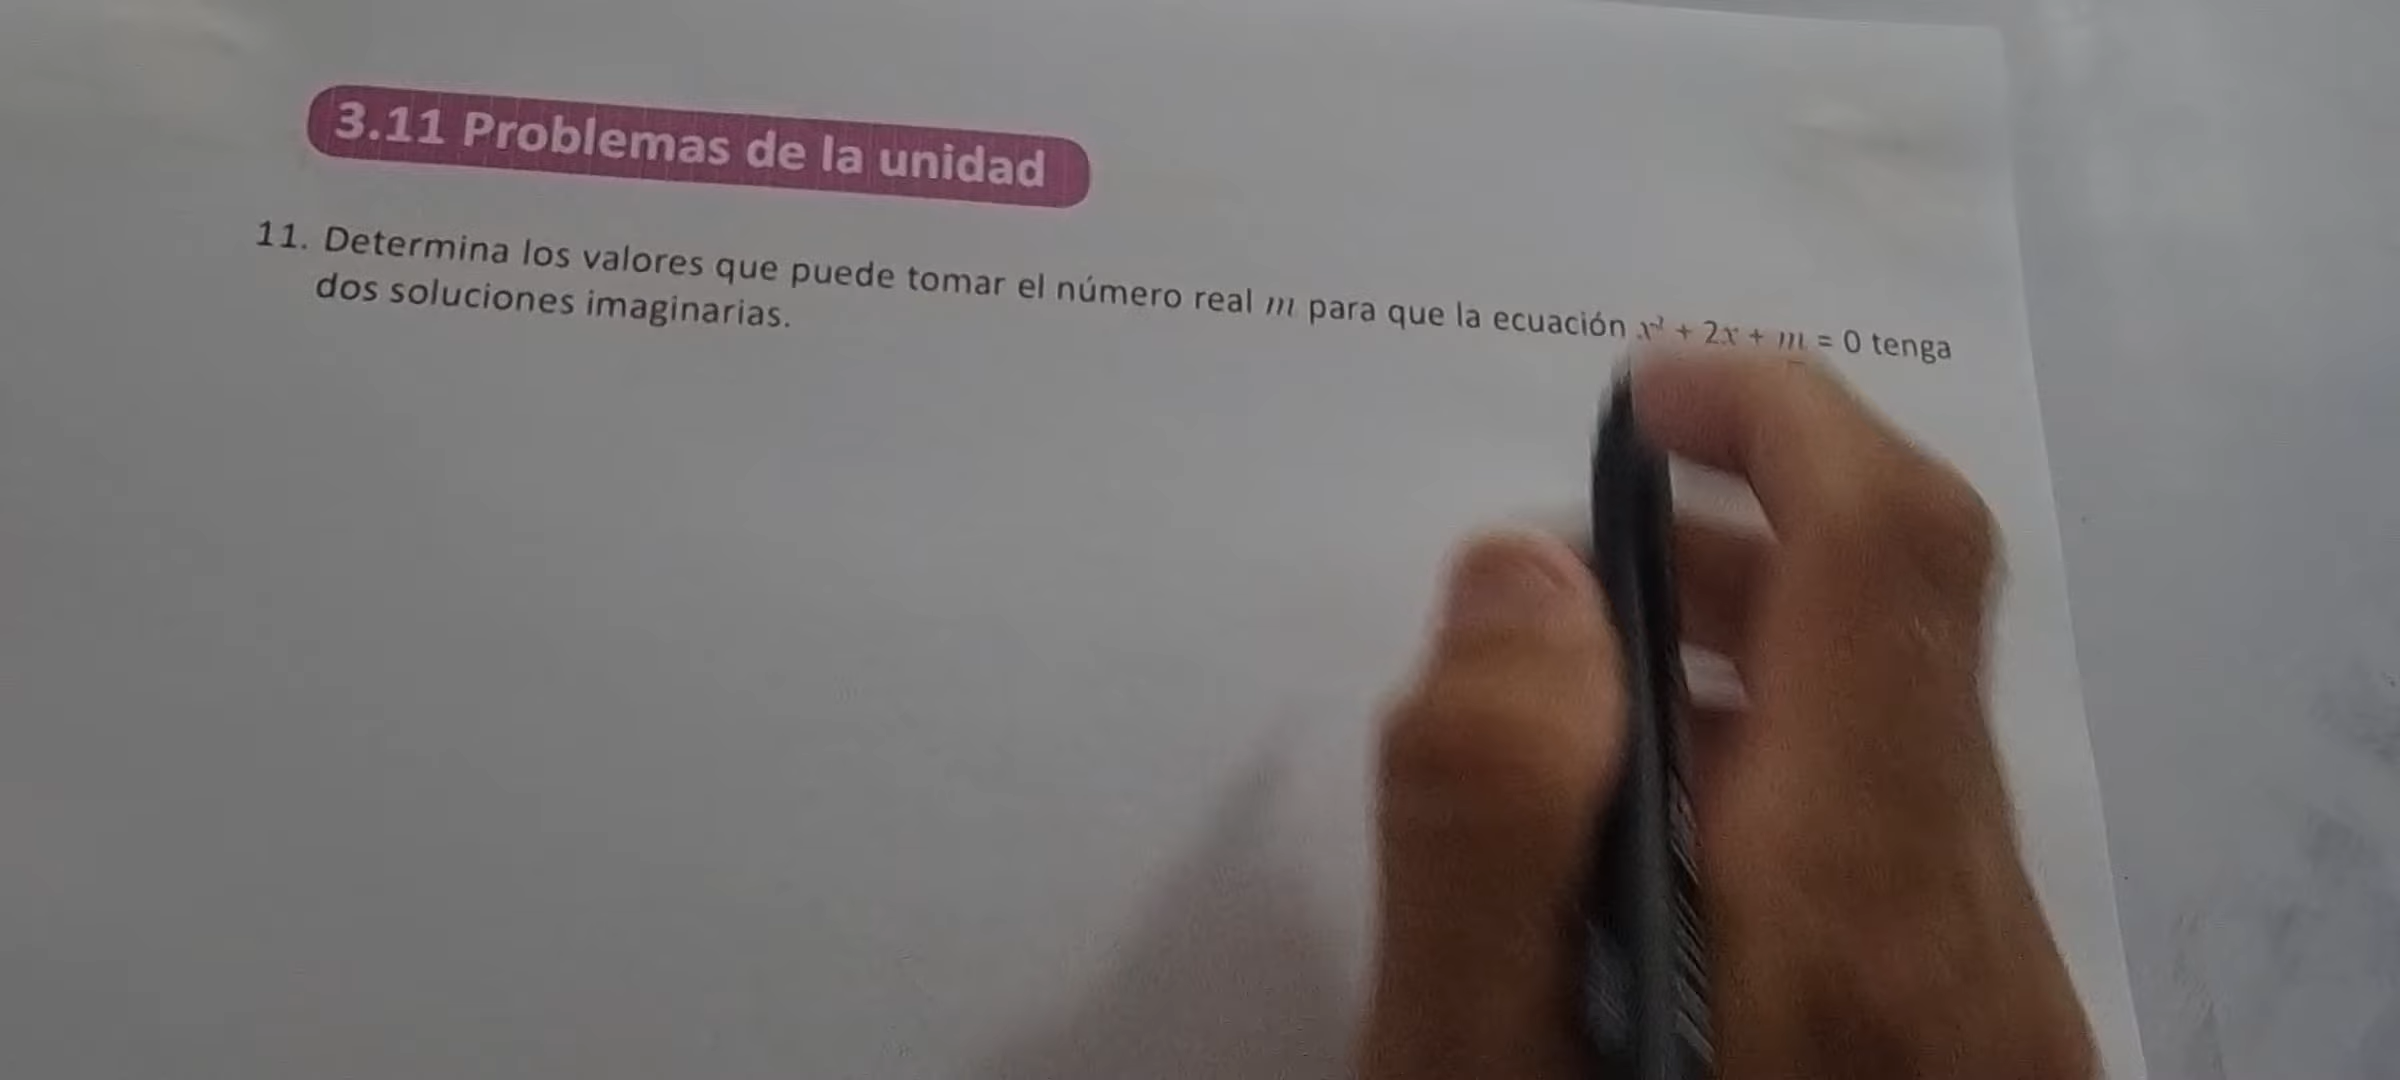 3.11 Problemas de la unidad
11. Determina los valores que puede tomar el número real m para que la ecuación x² + 2x + m = 0 tenga
dos soluciones imaginarias.